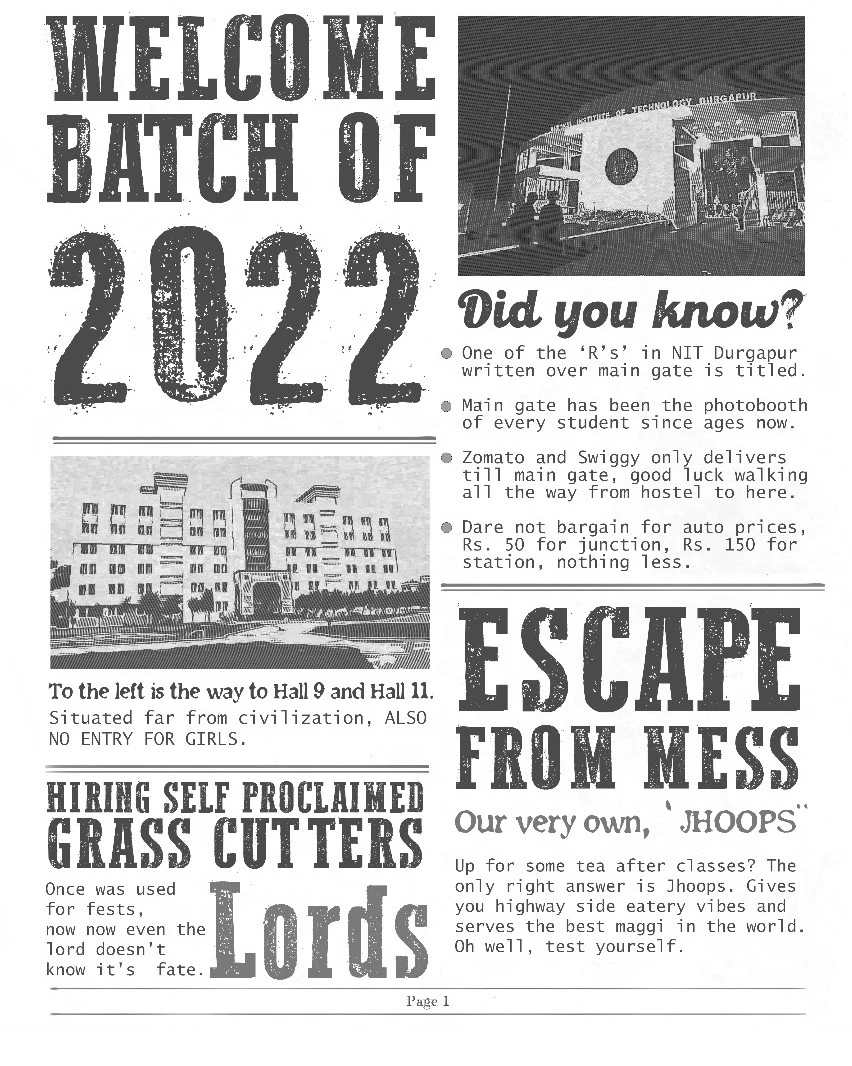 WELCOME
BATCH OF
2022
To the left is the way to Hall 9 and Hall 11.
Situated far from civilization, ALSO
NO ENTRY FOR GIRLS.
HIRING SELF PROCLAIMED
GRASS CUTTERS
Once was used
for fests,
now now even the
lord doesn't
know it's fate.
Lords
INSTITUTE OF TECHNOLOGY DURGAPUR
Did you know?
One of the ‘R’s’ in NIT Durgapur
written over main gate is titled.
Main gate has been the photobooth
of every student since ages now.
Zomato and Swiggy only delivers
till main gate, good luck walking
all the way from hostel to here.
Dare not bargain for auto prices,
Rs. 50 for junction, Rs. 150 for
station, nothing less.
ESCAPE
FROM MESS
Our very own, ‘JHOOPS”
Up for some tea after classes? The
only right answer is Jhoops. Gives
you highway side eatery vibes and
serves the best maggi in the world.
Oh well, test yourself.
Page 1